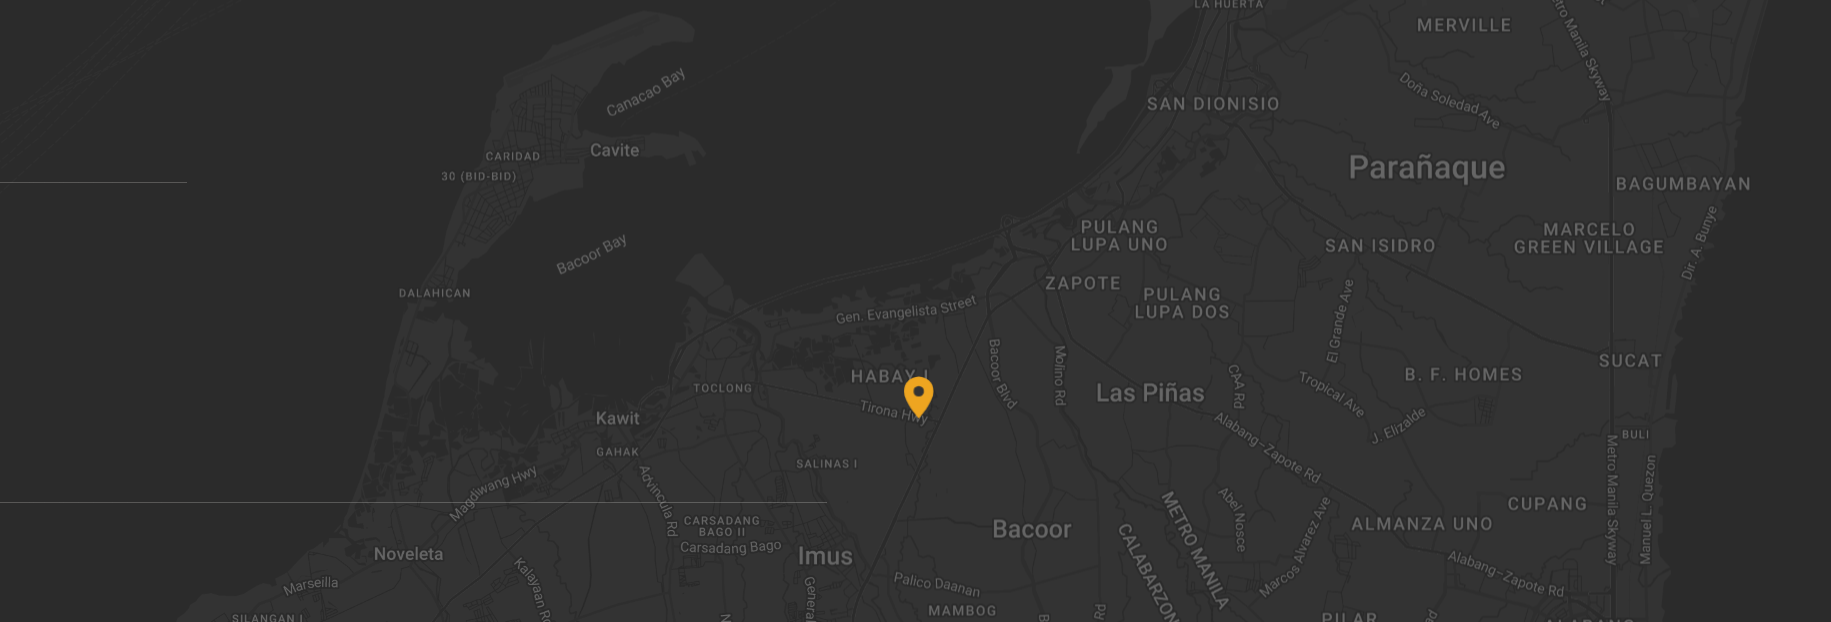 LA HUERTA
MERVILLE
Metro Manila Skyway
Canacao Bay
Doña Soledad Ave
SAN DIONISIO
Cavite
CARIDAD
30 (BID-BID)
Parañaque
BAGUMBAYAN
PULANG
LUPA UNO
MARCELO
GREEN VILLAGE
SAN ISIDRO
Dir. A. Bunye
Bacoor Bay
DALAHICAN
ZAPOTE
PULANG
LUPA DOS
Gen. Evangelista Street
El Grande Ave
SUCAT
Bacoor Blvd
Molino Rd
HABAY I
TOCLONG
Las Piñas
CAA Rd
Tropical Ave
B. F. HOMES
Tirona Hwy
Kawit
J. Elizalde
Alabang-Zapote Rd
BULI
GAHAK
SALINAS I
Magdiwang Hwy
Advincula Rd
Metro Manila Skyway
Manuel L. Quezon
METRO MANILA
Abel Nosce
CUPANG
CARSADANG
BAGO II
Carsadang Bago
Bacoor
CALABARZON
Marcos Alvarez Ave
ALMANZA UNO
Noveleta
Imus
Alabang-Zapote Rd
Marseilla
Kalayaan R
General
Palico Daanan
MAMBOG
Rd
SILANGAN I
N
B
PILAR
ALABANG